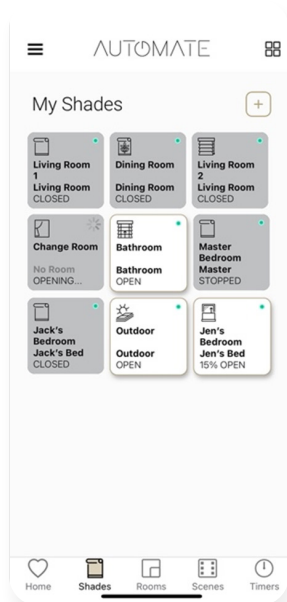 AUTOMATE
My Shades
Living Room
1
Living Room
CLOSED
Dining Room
Dining Room
CLOSED
Living Room
2
Living Room
CLOSED
Change Room
No Room
OPENING...
Bathroom
Bathroom
OPEN
Master
Bedroom
Master
STOPPED
Jack's
Bedroom
Jack's Bed
CLOSED
Outdoor
Outdoor
OPEN
Jen's
Bedroom
Jen's Bed
15% OPEN
Home Shades Rooms Scenes Timers